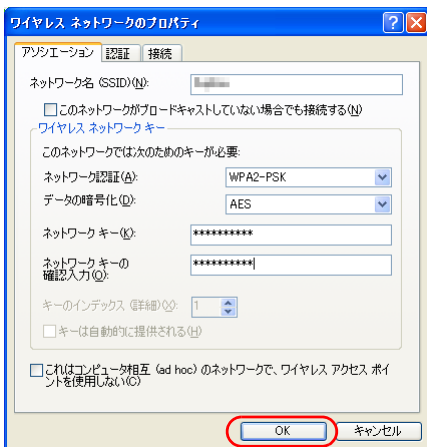 ワイヤレス ネットワークのプロパティ
アソシエーション 認証 接続
ネットワーク名 (SSID)(N):
このネットワークがブロードキャストしていない場合でも接続する(N)
ワイヤレス ネットワーク キー
このネットワークでは次のためのキーが必要:
ネットワーク認証(A): WPA2-PSK
データの暗号化(D): AES
ネットワーク キー(K): **********
ネットワーク キーの
確認入力(O): **********
キーのインデックス (詳細)(X): 1
キーは自動的に提供される(H)
これはコンピュータ相互 (ad hoc) のネットワークで、ワイヤレス アクセス ポイ
ントを使用しない(C)
OK キャンセル